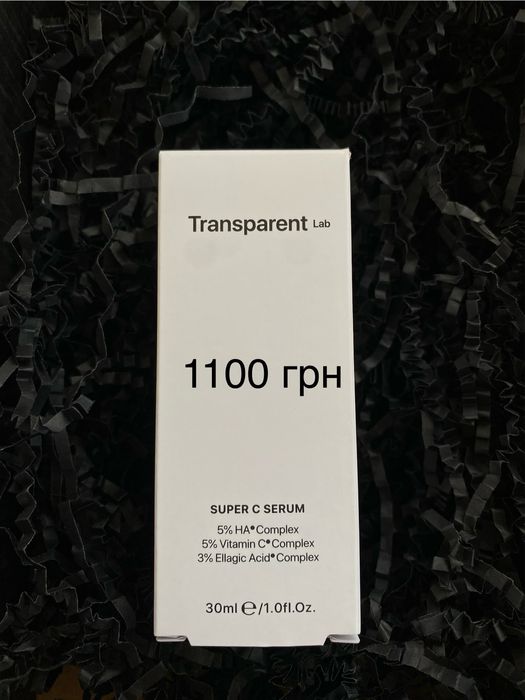 Transparent Lab
1100 грн
SUPER C SERUM
5% HA•Complex
5% Vitamin C•Complex
3% Ellagic Acid•Complex
30ml ℮/1.0fl.Oz.